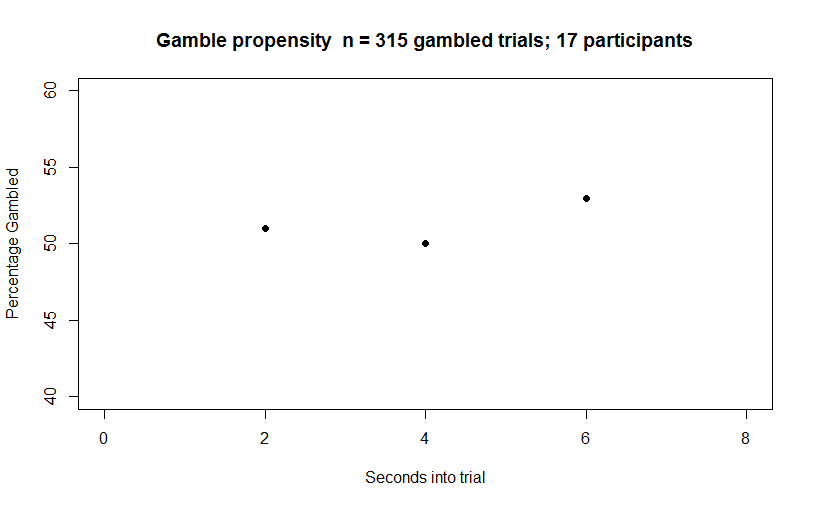 Gamble propensity  n = 315 gambled trials; 17 participants
Percentage Gambled
60
55
50
45
40
0 2 4 6 8
Seconds into trial